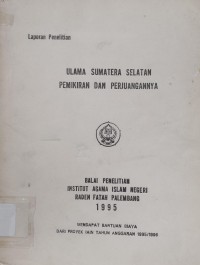 Laporan Penelitian
ULAMA SUMATERA SELATAN
PEMIKIRAN DAN PERJUANGANNYA
BALAI PENELITIAN
INSTITUT AGAMA ISLAM NEGERI
RADEN FATAH PALEMBANG
1995
MENDAPAT BANTUAN BIAYA
DARI PROYEK IAIN TAHUN ANGGARAN 1995/1996